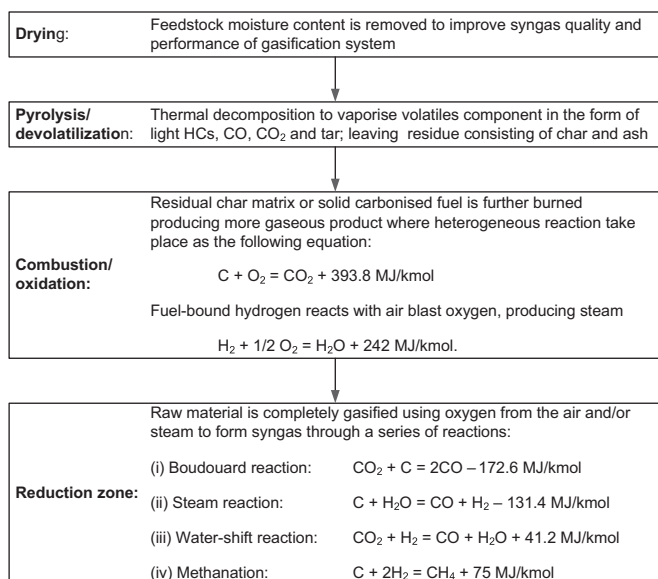 Drying: Feedstock moisture content is removed to improve syngas quality and
performance of gasification system
Pyrolysis/
devolatilization:
Thermal decomposition to vaporise volatiles component in the form of
light HCs, CO, CO₂ and tar; leaving residue consisting of char and ash
Combustion/
oxidation:
Residual char matrix or solid carbonised fuel is further burned
producing more gaseous product where heterogeneous reaction take
place as the following equation:
C + O₂ = CO₂ + 393.8 MJ/kmol
Fuel-bound hydrogen reacts with air blast oxygen, producing steam
H₂ + 1/2 O₂ = H₂O + 242 MJ/kmol.
Reduction zone:
Raw material is completely gasified using oxygen from the air and/or
steam to form syngas through a series of reactions:
(i) Boudouard reaction: CO₂ + C = 2CO – 172.6 MJ/kmol
(ii) Steam reaction: C + H₂O = CO + H₂ – 131.4 MJ/kmol
(iii) Water-shift reaction: CO₂ + H₂ = CO + H₂O + 41.2 MJ/kmol
(iv) Methanation: C + 2H₂ = CH₄ + 75 MJ/kmol